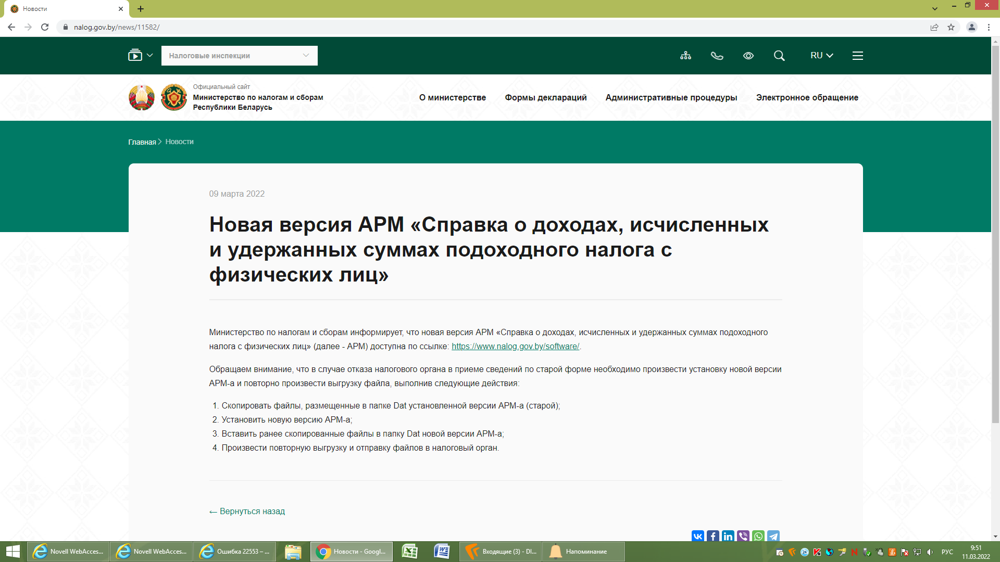 Новости
nalog.gov.by/news/11582/
Налоговые инспекции
RU
Официальный сайт
Министерство по налогам и сборам
Республики Беларусь
О министерстве
Формы деклараций
Административные процедуры
Электронное обращение
Главная
Новости
09 марта 2022
Новая версия АРМ «Справка о доходах, исчисленных
и удержанных суммах подоходного налога с
физических лиц»
Министерство по налогам и сборам информирует, что новая версия АРМ «Справка о доходах, исчисленных и удержанных суммах подоходного
налога с физических лиц» (далее - АРМ) доступна по ссылке: https://www.nalog.gov.by/software/.
Обращаем внимание, что в случае отказа налогового органа в приеме сведений по старой форме необходимо произвести установку новой версии
АРМ-а и повторно произвести выгрузку файла, выполнив следующие действия:
1. Скопировать файлы, размещенные в папке Dat установленной версии АРМ-а (старой);
2. Установить новую версию АРМ-а;
3. Вставить ранее скопированные файлы в папку Dat новой версии АРМ-а;
4. Произвести повторную выгрузку и отправку файлов в налоговый орган.
← Вернуться назад
Novell WebAcces...
Novell WebAcces...
Ошибка 22553 – ...
Новости - Googl...
Входящие (3) - DI...
Напоминание
24
РУС
9:51
11.03.2022